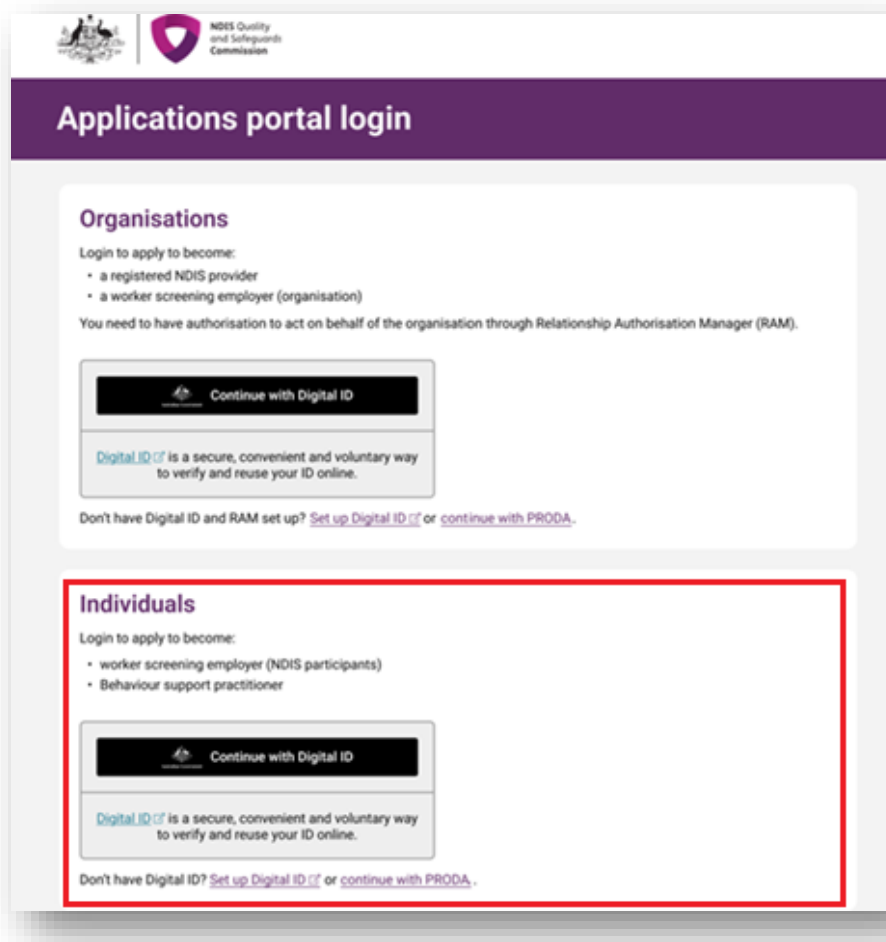 NDIS Quality
and Safeguards
Commission
Applications portal login
Organisations
Login to apply to become:
• a registered NDIS provider
• a worker screening employer (organisation)
You need to have authorisation to act on behalf of the organisation through Relationship Authorisation Manager (RAM).
Continue with Digital ID
Digital ID is a secure, convenient and voluntary way
to verify and reuse your ID online.
Don't have Digital ID and RAM set up? Set up Digital ID or continue with PRODA.
Individuals
Login to apply to become:
• worker screening employer (NDIS participants)
• Behaviour support practitioner
Continue with Digital ID
Digital ID is a secure, convenient and voluntary way
to verify and reuse your ID online.
Don't have Digital ID? Set up Digital ID or continue with PRODA.